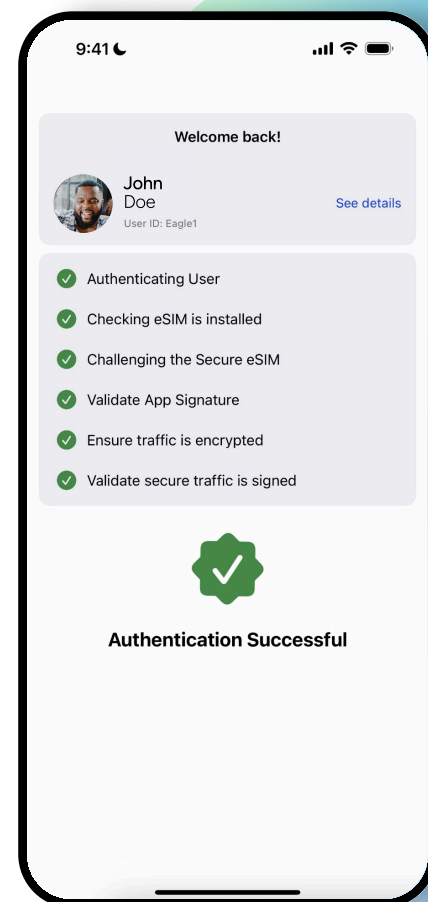 9:41
Welcome back!
John
Doe
User ID: Eagle1
See details
Authenticating User
Checking eSIM is installed
Challenging the Secure eSIM
Validate App Signature
Ensure traffic is encrypted
Validate secure traffic is signed
Authentication Successful